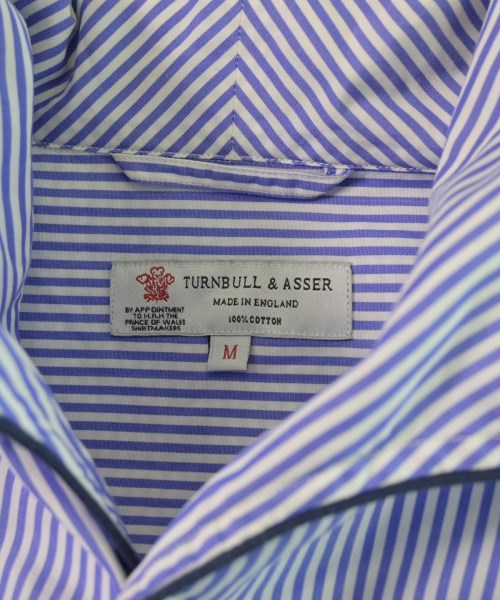 TURNBULL & ASSER
MADE IN ENGLAND
100% COTTON
BY APPOINTMENT
TO H.R.H. THE
PRINCE OF WALES
SHIRTMAKERS
M